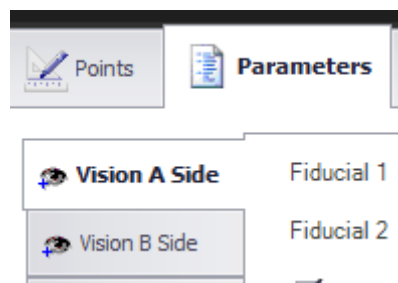 Points
Parameters
Vision A Side
Fiducial 1
Vision B Side
Fiducial 2